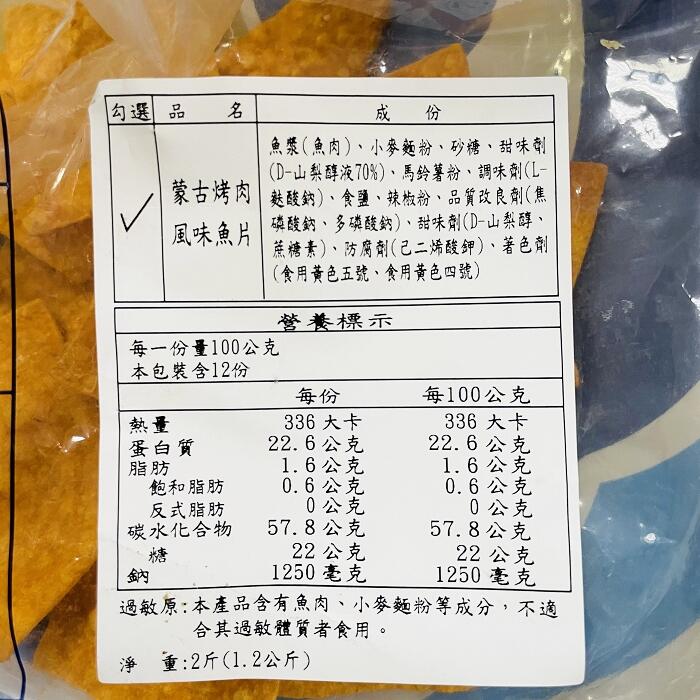 勾選 品名 成份
蒙古烤肉
風味魚片
魚漿(魚肉)、小麥麵粉、砂糖、甜味劑
(D-山梨醇液70%)、馬鈴薯粉、調味劑(L-
麩酸鈉)、食鹽、辣椒粉、品質改良劑(焦
磷酸鈉、多磷酸鈉)、甜味劑(D-山梨醇、
蔗糖素)、防腐劑(己二烯酸鉀)、著色劑
(食用黃色五號、食用黃色四號)
營養標示
每一份量100公克
本包裝含12份
每份 每100公克
熱量 336 大卡 336 大卡
蛋白質 22.6 公克 22.6 公克
脂肪 1.6 公克 1.6 公克
飽和脂肪 0.6 公克 0.6 公克
反式脂肪 0 公克 0 公克
碳水化合物 57.8 公克 57.8 公克
糖 22 公克 22 公克
鈉 1250 毫克 1250 毫克
過敏原:本產品含有魚肉、小麥麵粉等成分,不適
合其過敏體質者食用。
淨重:2斤(1.2公斤)